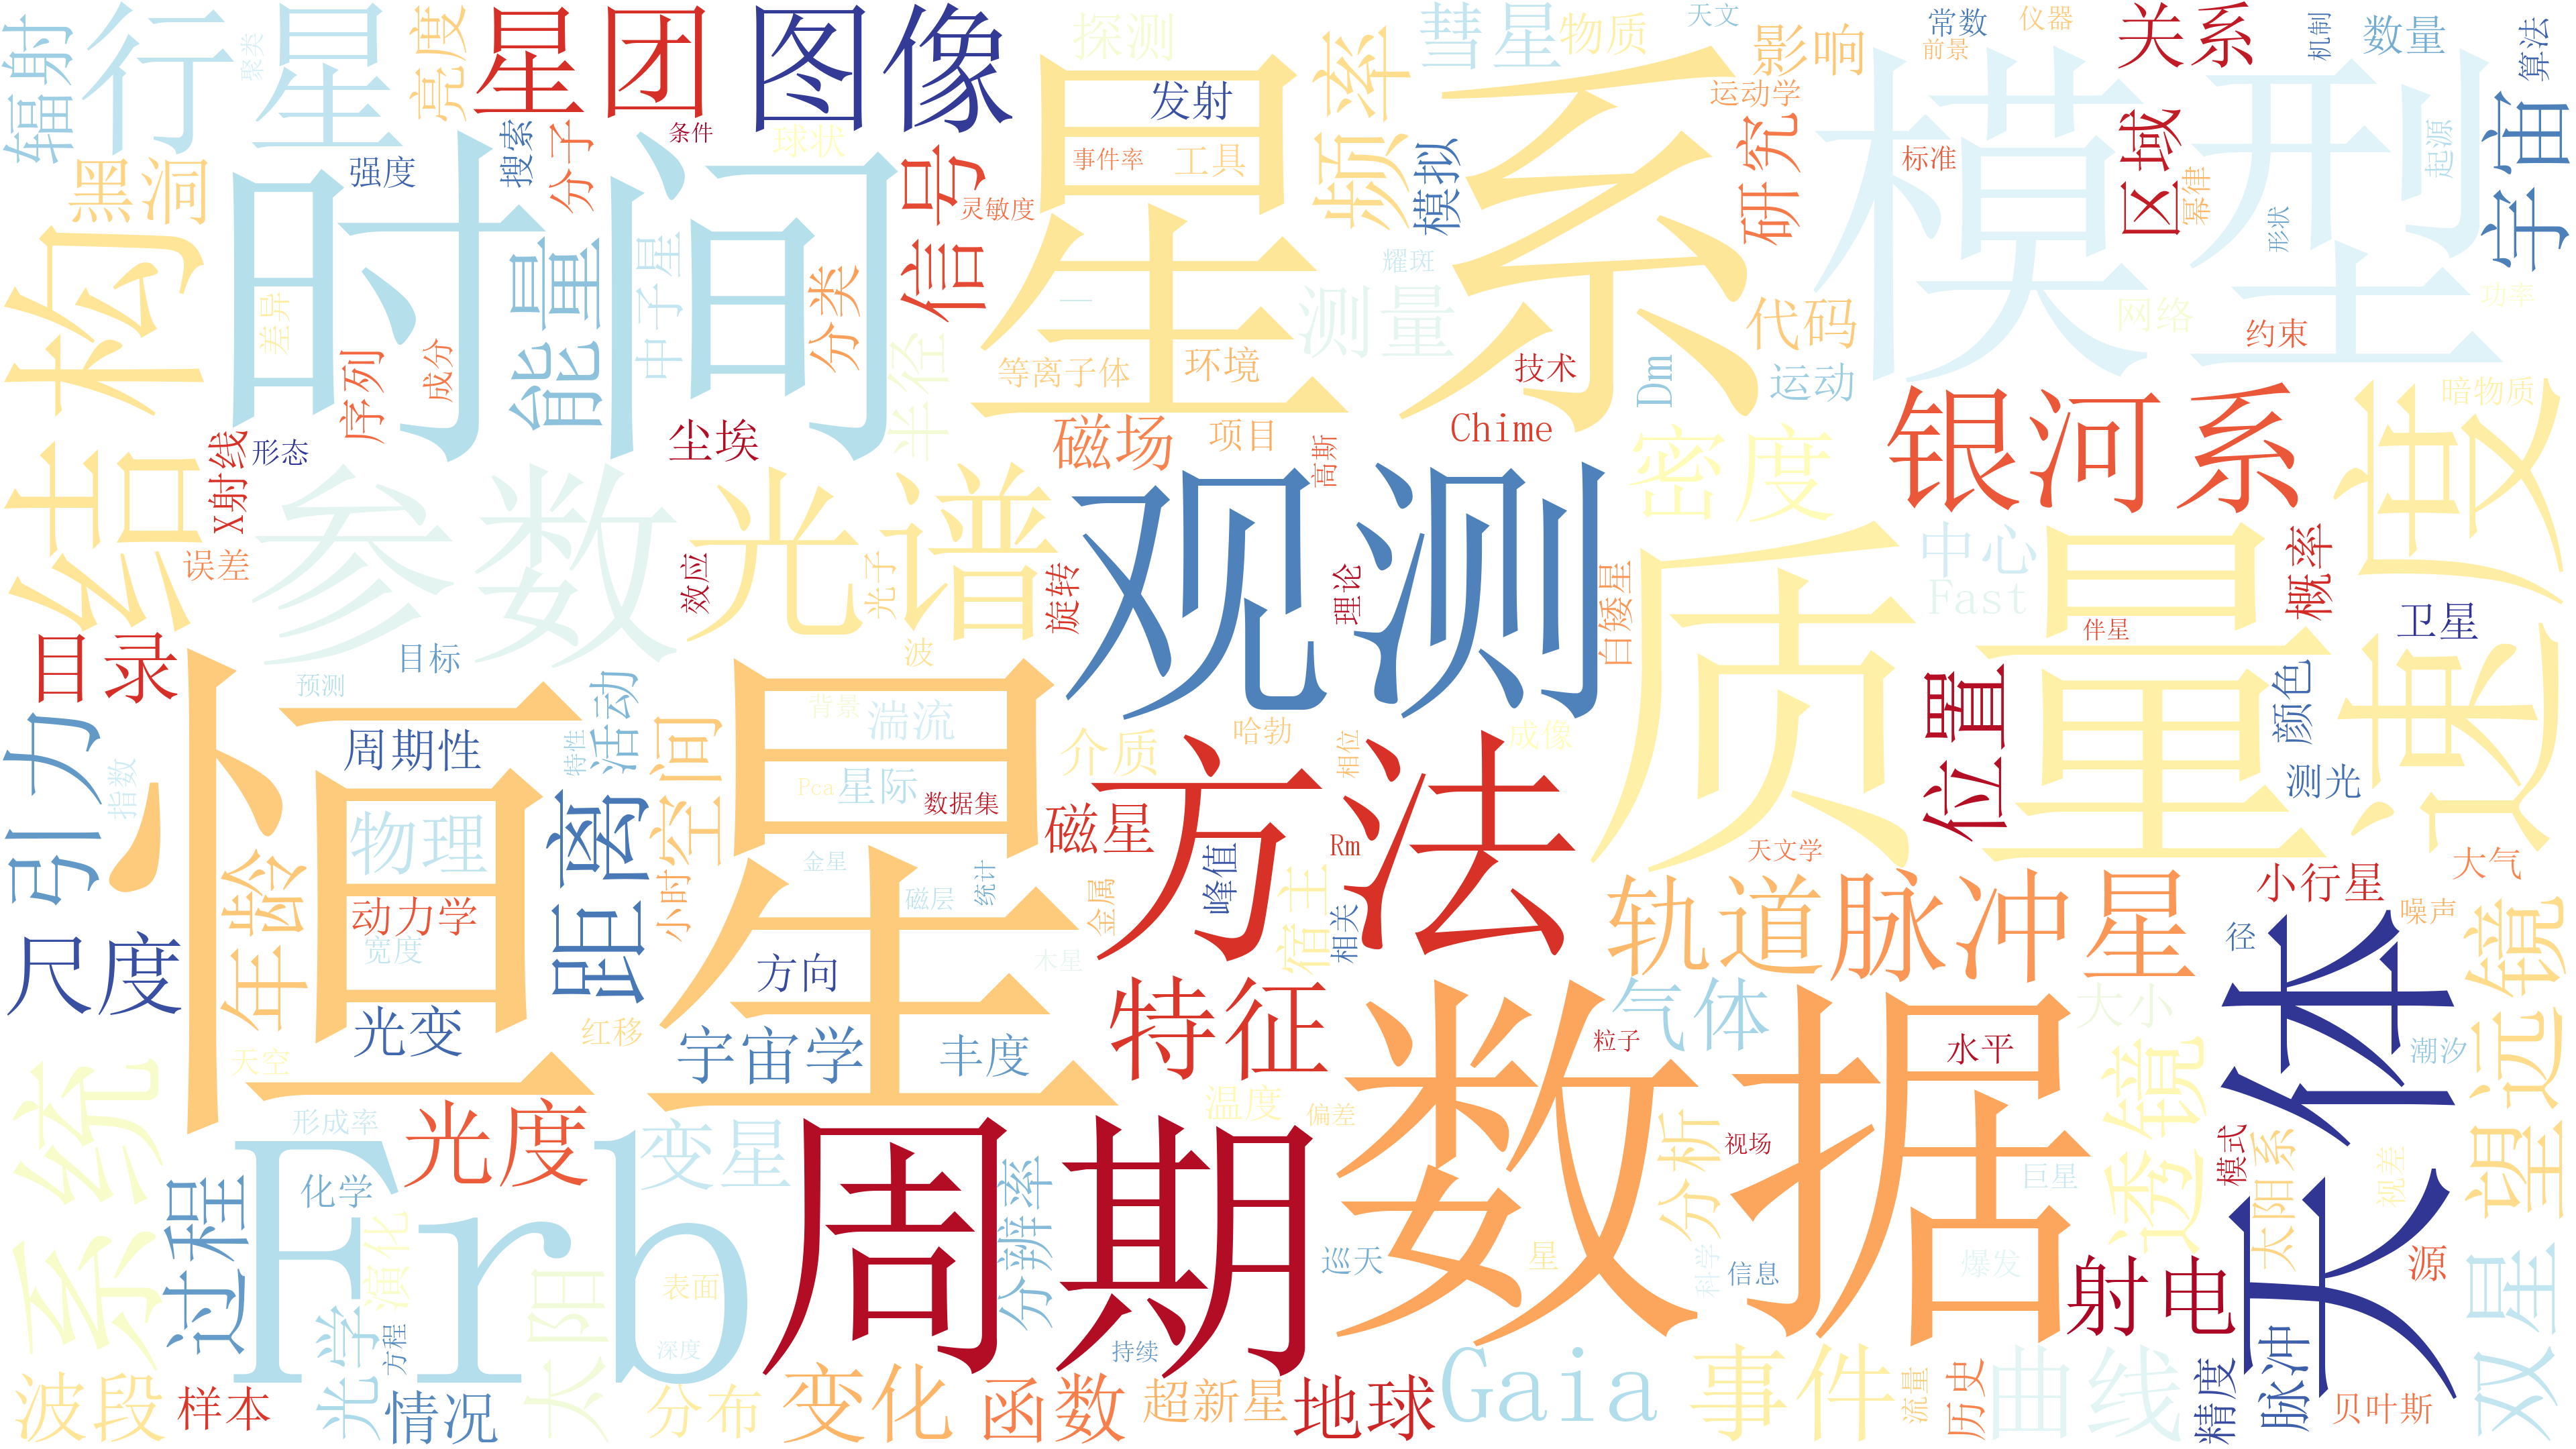 辐射
行星
聚类
亮度
星团
图像
探测
频率
彗星
物质
天文
影响
常数
仪器
前景
关系
机制
数量
算法
宇宙
黑洞
强度
搜索
分子
条件
球状
信号
灵敏度
星系
发射
事件率
工具
模拟
运动学
研究
模型
标准
区域
幂律
起源
形状
结构
时间
差异
序列
成分
能量
中子星
分类
半径
等离子体
环境
测量
耀斑
一
技术
Dm
代码
运动
网络
约束
功率
X射线
形态
尘埃
磁场
项目
高斯
Chime
密度
银河系
速度
暗物质
误差
参数
效应
光谱
光子
旋转
观测
理论
白矮星
质量
中心
Fast
伴星
概率
卫星
目录
目标
预测
恒星
活动
空间
波
背景
湍流
介质
哈勃
成像
位置
颜色
测光
引力
指数
周期性
特性
距离
小时
Pca
星际
数据集
磁星
方法
相位
Rm
天文学
小行星
大气
年龄
物理
动力学
宽度
金星
磁层
统计
金属
峰值
宿主
相关
轨道
脉冲星
径
噪声
望远镜
尺度
光变
天空
红移
宇宙学
方向
丰度
木星
特征
数据
气体
粒子
水平
大小
天体
潮汐
系统
形成率
光度
变星
周期
分辨率
温度
偏差
分析
视场
巨星
透镜
模式
太阳系
视差
过程
化学
Frb
演化
太阳
表面
深度
巡天
星
科学
信息
爆发
射电
源
双星
波段
样本
光学
方程
情况
分布
变化
函数
持续
超新星
地球
Gaia
事件
流量
历史
曲线
精度
脉冲
贝叶斯